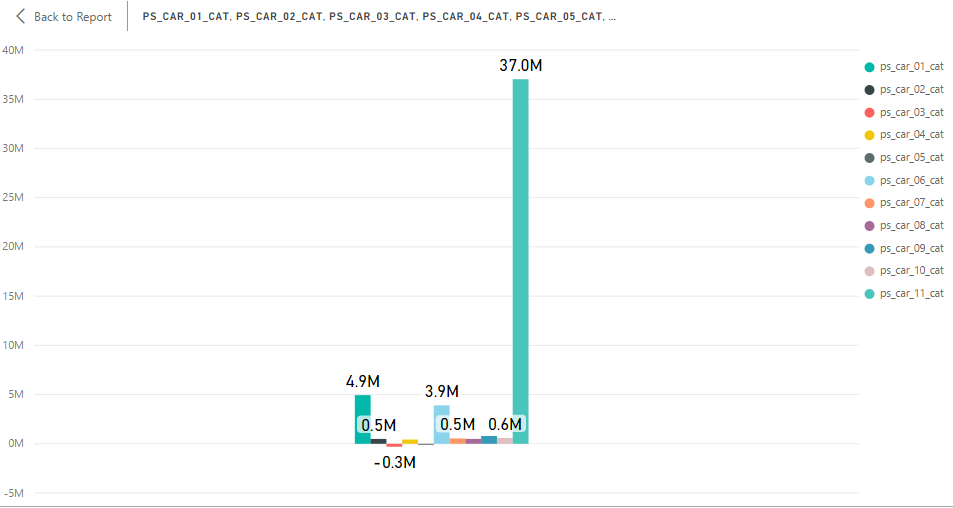 Back to Report
PS_CAR_01_CAT, PS_CAR_02_CAT, PS_CAR_03_CAT, PS_CAR_04_CAT, PS_CAR_05_CAT, ...
40M
35M
30M
25M
20M
15M
10M
5M
0M
-5M
4.9M
0.5M
-0.3M
3.9M
0.5M
0.6M
37.0M
ps_car_01_cat
ps_car_02_cat
ps_car_03_cat
ps_car_04_cat
ps_car_05_cat
ps_car_06_cat
ps_car_07_cat
ps_car_08_cat
ps_car_09_cat
ps_car_10_cat
ps_car_11_cat